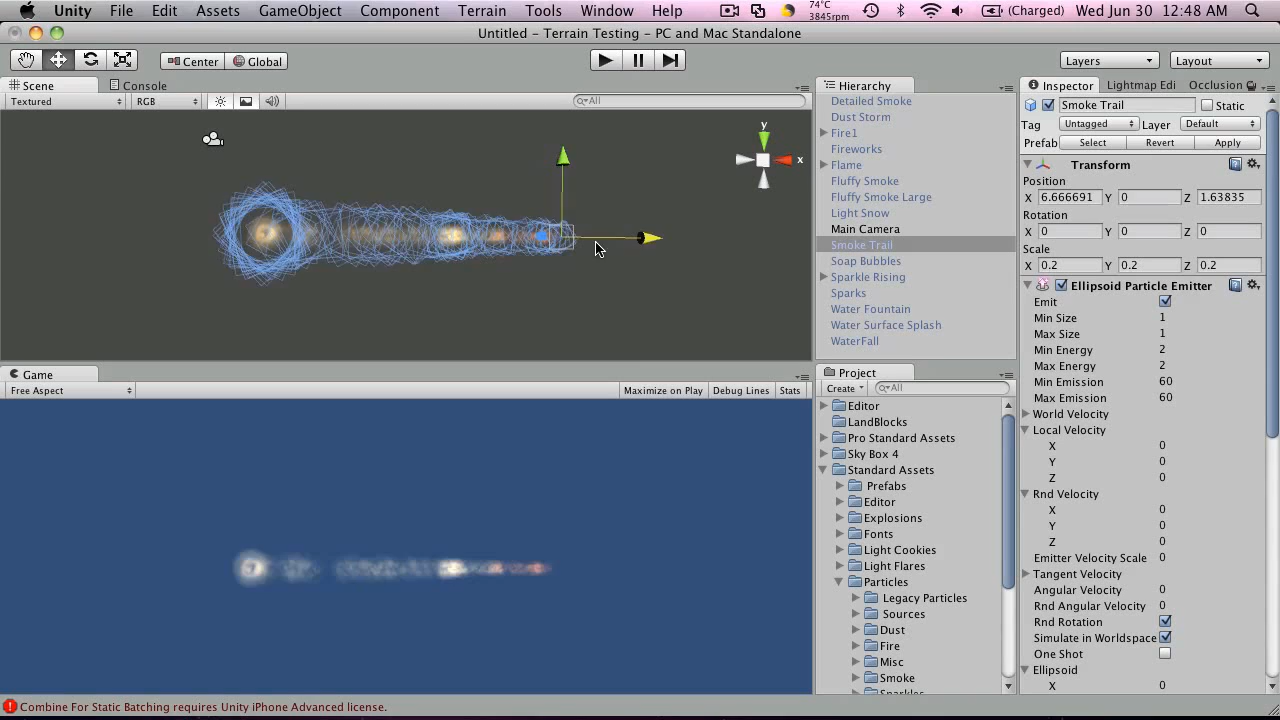 Unity File Edit Assets GameObject Component Terrain Tools Window Help 74°C 3845rpm (Charged) Wed Jun 30 12:48 AM
Untitled - Terrain Testing - PC and Mac Standalone
Center Global Layers Layout
Scene Console
Textured RGB All
y
x
Game
Free Aspect Maximize on Play Debug Lines Stats
Hierarchy
Detailed Smoke
Dust Storm
Fire1
Fireworks
Flame
Fluffy Smoke
Fluffy Smoke Large
Light Snow
Main Camera
Smoke Trail
Soap Bubbles
Sparkle Rising
Sparks
Water Fountain
Water Surface Splash
WaterFall
Project
Create All
Editor
LandBlocks
Pro Standard Assets
Sky Box 4
Standard Assets
Prefabs
Editor
Explosions
Fonts
Light Cookies
Light Flares
Particles
Legacy Particles
Sources
Dust
Fire
Misc
Smoke
Sparkles
Inspector Lightmap Edi Occlusion
Smoke Trail Static
Tag Untagged Layer Default
Prefab Select Revert Apply
Transform
Position
X 6.666691 Y 0 Z 1.63835
Rotation
X 0 Y 0 Z 0
Scale
X 0.2 Y 0.2 Z 0.2
Ellipsoid Particle Emitter
Emit
Min Size 1
Max Size 1
Min Energy 2
Max Energy 2
Min Emission 60
Max Emission 60
World Velocity
Local Velocity
X 0
Y 0
Z 0
Rnd Velocity
X 0
Y 0
Z 0
Emitter Velocity Scale 0
Tangent Velocity
Angular Velocity 0
Rnd Angular Velocity 0
Rnd Rotation
Simulate in Worldspace
One Shot
Ellipsoid
X 0
Combine For Static Batching requires Unity iPhone Advanced license.